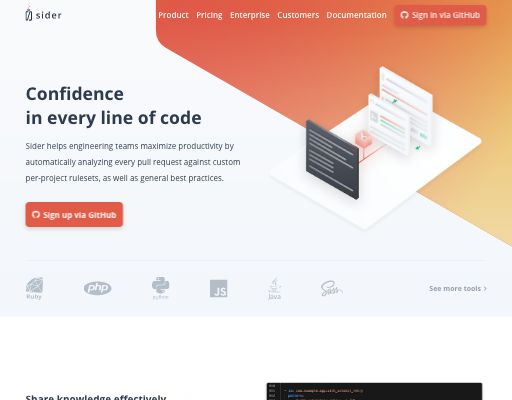 sider
Product Pricing Enterprise Customers Documentation Sign in via GitHub
Confidence
in every line of code
Sider helps engineering teams maximize productivity by
automatically analyzing every pull request against custom
per-project rulesets, as well as general best practices.
Sign up via GitHub
Ruby php python JS Java Sass
See more tools
Share knowledge effectively